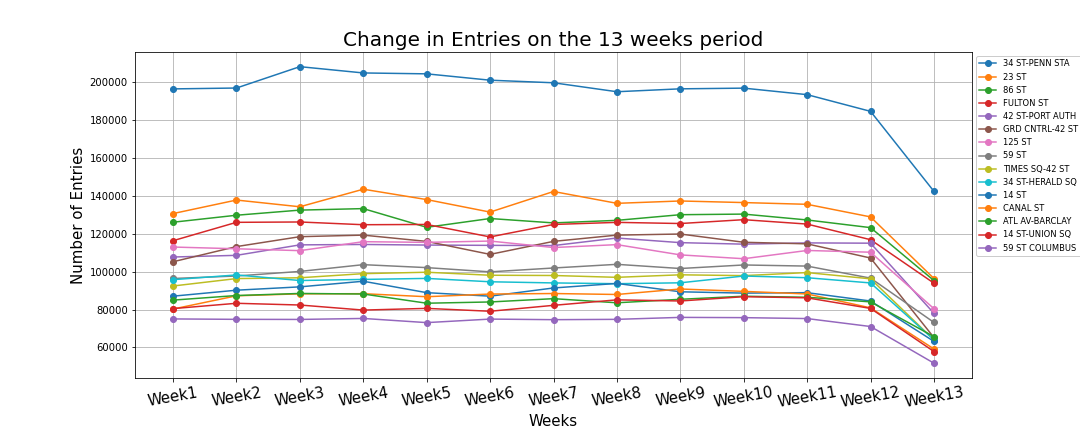 Change in Entries on the 13 weeks period
Number of Entries
200000
180000
160000
140000
120000
100000
80000
60000
Week1 Week2 Week3 Week4 Week5 Week6 Week7 Week8 Week9 Week10 Week11 Week12 Week13
Weeks
34 ST-PENN STA
23 ST
86 ST
FULTON ST
42 ST-PORT AUTH
GRD CNTRL-42 ST
125 ST
59 ST
TIMES SQ-42 ST
34 ST-HERALD SQ
14 ST
CANAL ST
ATL AV-BARCLAY
14 ST-UNION SQ
59 ST COLUMBUS